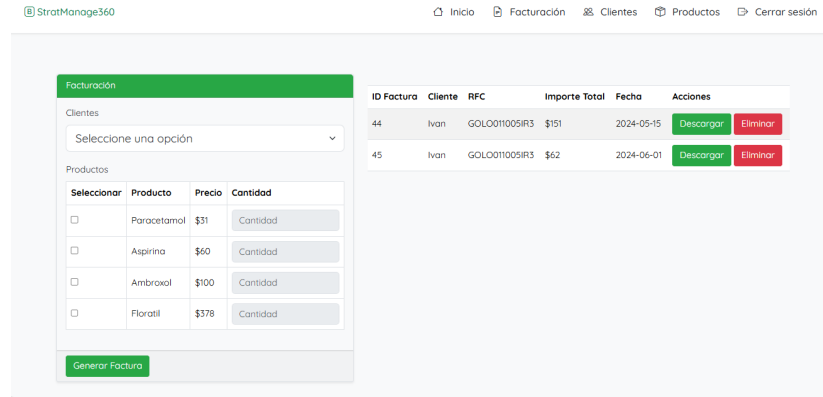 B StratManage360 Inicio Facturación Clientes Productos Cerrar sesión
Facturación
Clientes
Seleccione una opción
Productos
Seleccionar Producto Precio Cantidad
Paracetamol $31 Cantidad
Aspirina $60 Cantidad
Ambroxol $100 Cantidad
Floratil $378 Cantidad
Generar Factura
ID Factura Cliente RFC Importe Total Fecha Acciones
44 Ivan GOLO011005IR3 $151 2024-05-15 Descargar Eliminar
45 Ivan GOLO011005IR3 $62 2024-06-01 Descargar Eliminar